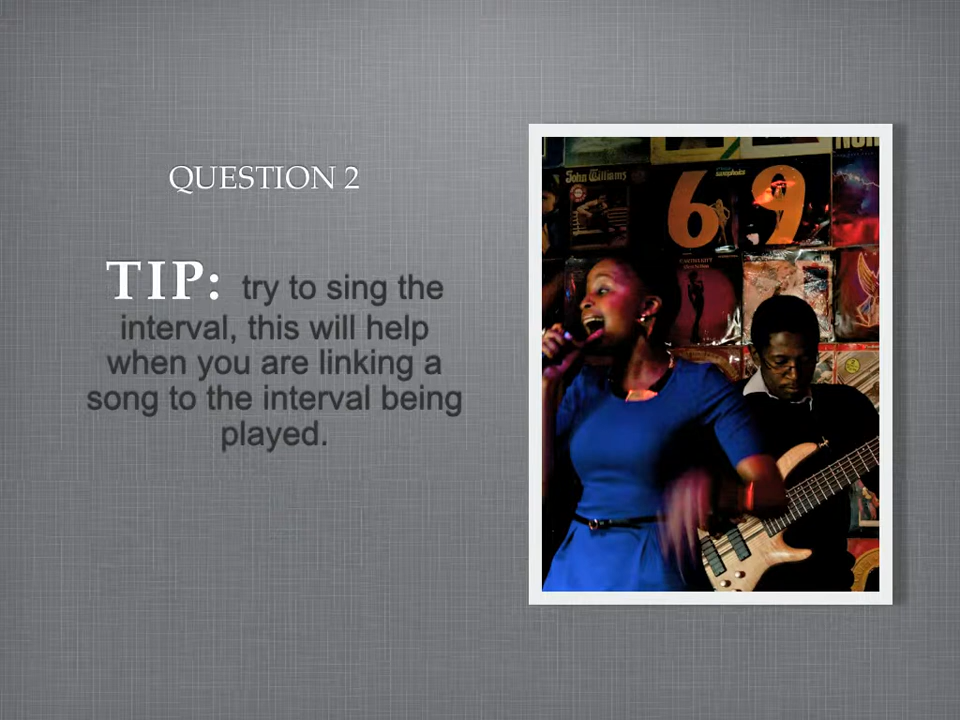 QUESTION 2
TIP: try to sing the
interval, this will help
when you are linking a
song to the interval being
played.
John Williams
69